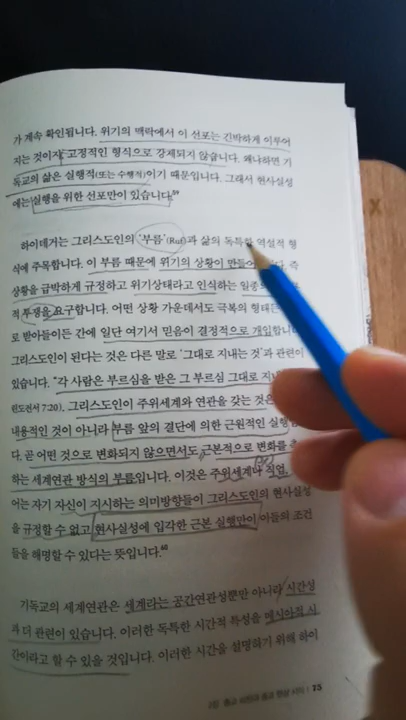 가 계속 확인됩니다. 위기의 맥락에서 이 선포는 긴박하게 이루어
지는 것이지 고정적인 형식으로 강제되지 않습니다. 왜냐하면 기
독교의 삶은 실행적(또는 수행적)이기 때문입니다. 그래서 현사실성
에는 실행을 위한 선포만이 있습니다.59
하이데거는 그리스도인의 '부름'(Ruf)과 삶의 독특한 역설적 형
식에 주목합니다. 이 부름 때문에 위기의 상황이 만들어 즉
상황을 급박하게 규정하고 위기상태라고 인식하는 일종의
적 투쟁을 요구합니다. 어떤 상황 가운데서도 극복의 형태는
로 받아들이든 간에 일단 여기서 믿음이 결정적으로 개입합니
그리스도인이 된다는 것은 다른 말로 '그대로 지내는 것'과 관련이
있습니다. "각 사람은 부르심을 받은 그 부르심 그대로
린도전서 7:20). 그리스도인이 주위세계와 연관을 갖는 것은
내용적인 것이 아니라 부름 앞의 결단에 의한 근원적인 실행
다. 곧 어떤 것으로 변화되지 않으면서도 근본적으로 변화를
하는 세계연관 방식의 부름입니다. 이것은 주위세계나 직업,
어는 자기 자신이 지시하는 의미방향들이 그리스도인의 현사실성
을 규정할 수 없고 현사실성에 입각한 근본 실행만이 아들의 조건
들을 해명할 수 있다는 뜻입니다.60
기독교의 세계연관은 세계라는 공간연관성뿐만 아니라 시간성
과 더 관련이 있습니다. 이러한 독특한 시간적 특성을 메시아적 시
간이라고 할 수 있을 것입니다. 이러한 시간을 설명하기 위해 하이
73